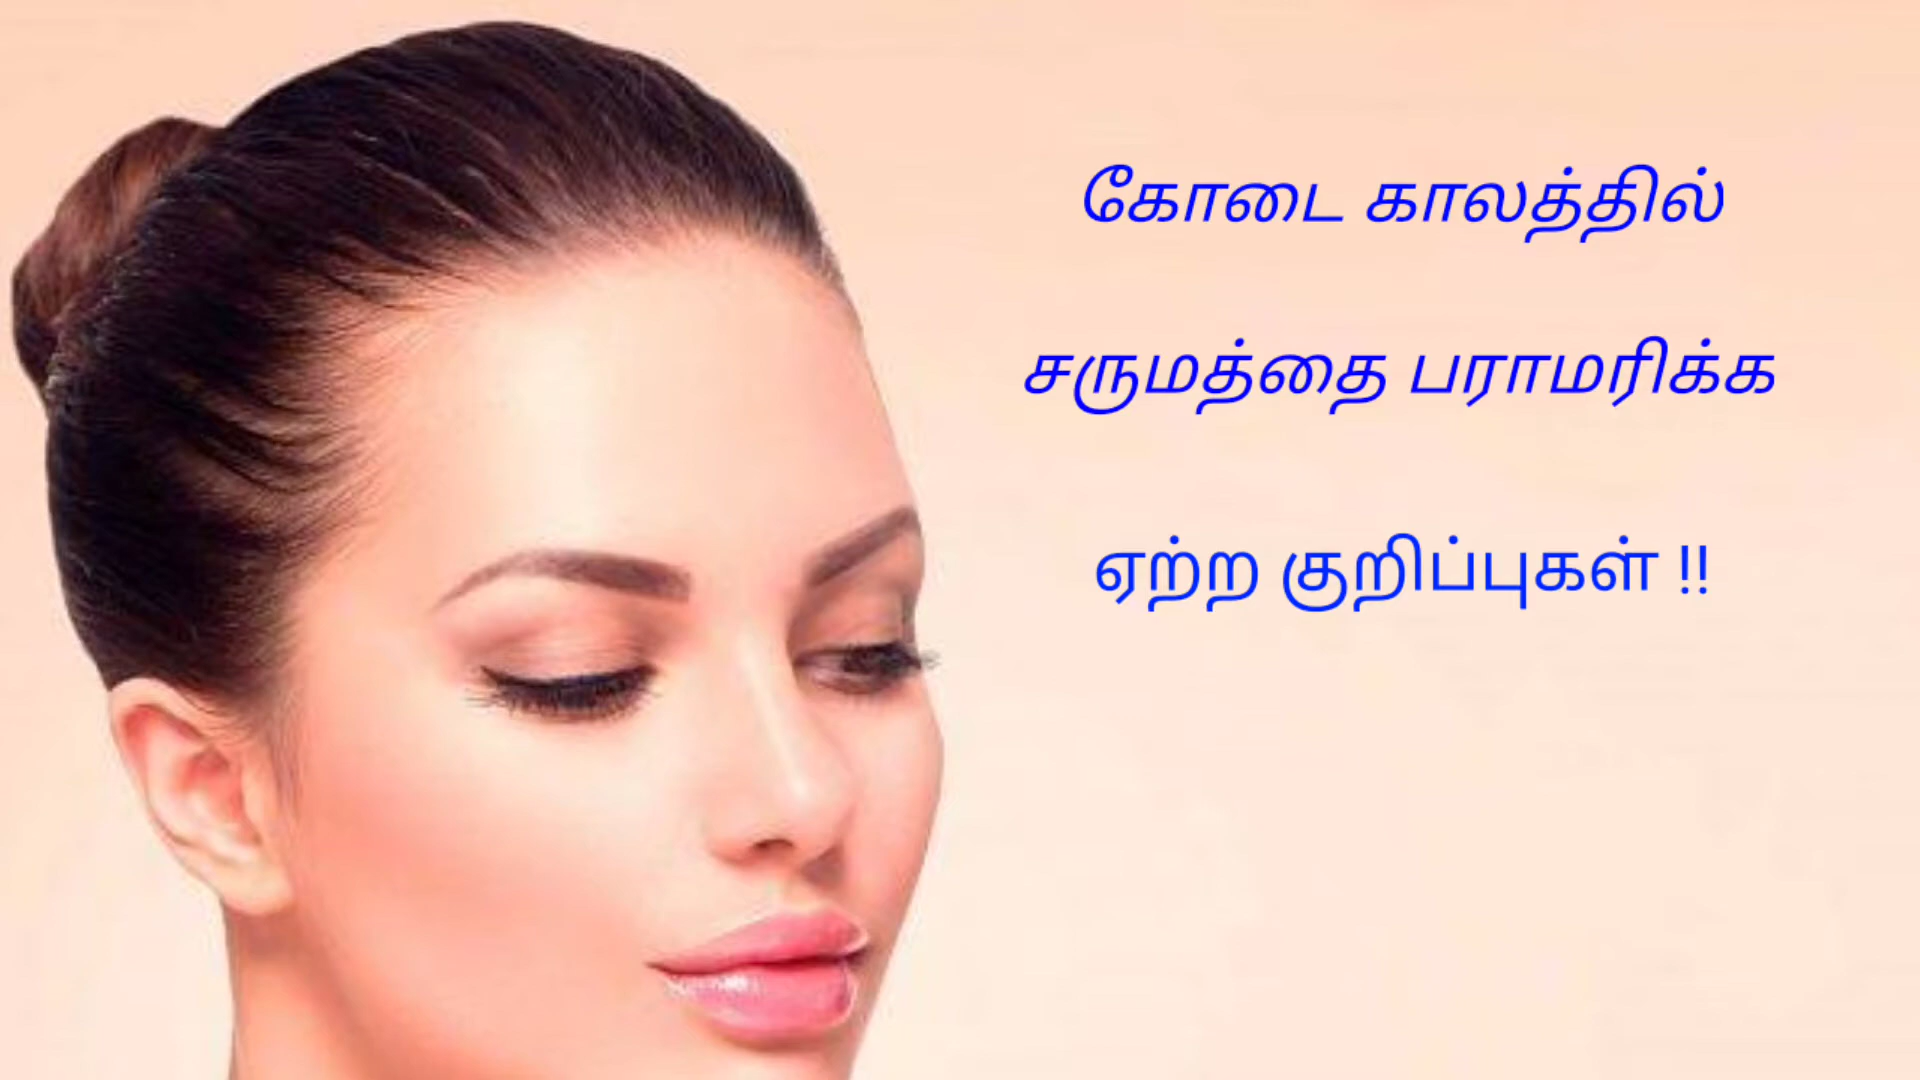 கோடை காலத்தில்
சருமத்தை பராமரிக்க
ஏற்ற குறிப்புகள் !!